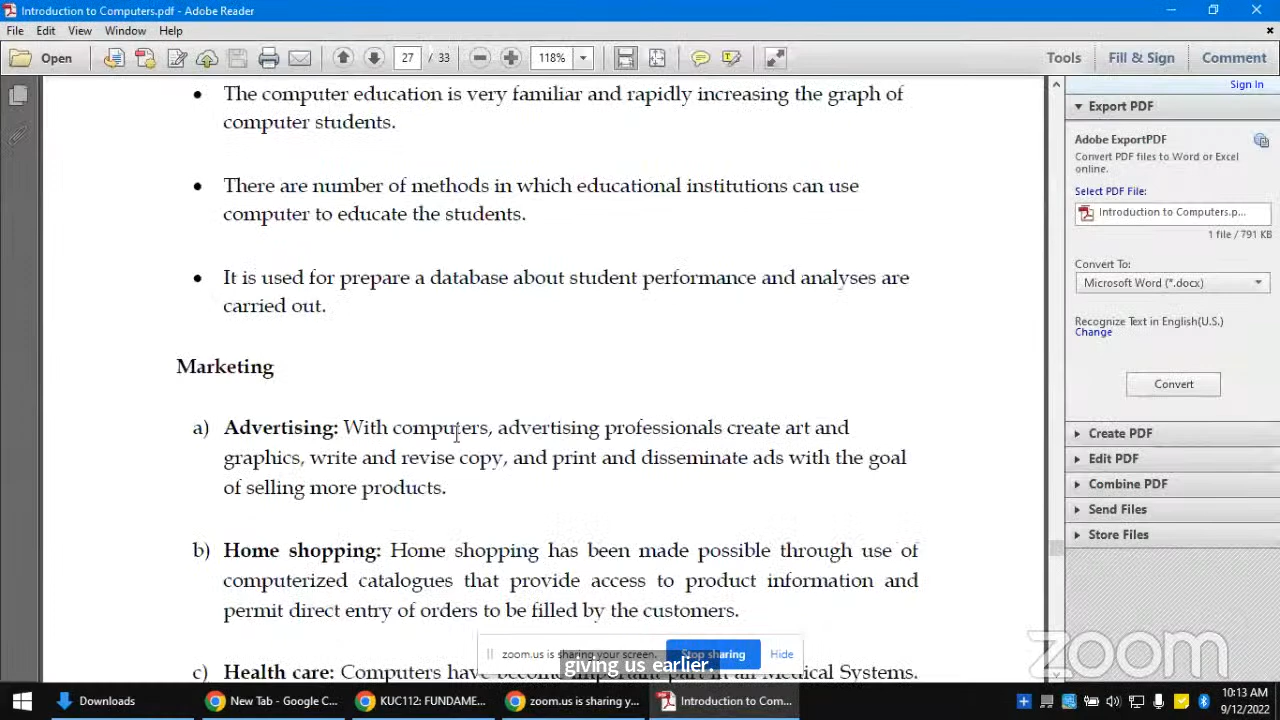 Introduction to Computers.pdf - Adobe Reader
File Edit View Window Help
Open 27 / 33 118% Tools Fill & Sign Comment
Sign In
The computer education is very familiar and rapidly increasing the graph of
computer students.
There are number of methods in which educational institutions can use
computer to educate the students.
It is used for prepare a database about student performance and analyses are
carried out.
Marketing
a) Advertising: With computers, advertising professionals create art and
graphics, write and revise copy, and print and disseminate ads with the goal
of selling more products.
b) Home shopping: Home shopping has been made possible through use of
computerized catalogues that provide access to product information and
permit direct entry of orders to be filled by the customers.
c) Health care: Computers have become important part in all Medical Systems.
Export PDF
Adobe ExportPDF
Convert PDF files to Word or Excel
online.
Select PDF File:
Introduction to Computers.p...
1 file / 791 KB
Convert To:
Microsoft Word (*.docx)
Recognize Text in English(U.S.)
Change
Convert
Create PDF
Edit PDF
Combine PDF
Send Files
Store Files
zoom.us is sharing your screen. Stop sharing Hide
giving us earlier.
zoom
Downloads New Tab - Google C... KUC112: FUNDAME... zoom.us is sharing y... Introduction to Com...
10:13 AM
9/12/2022